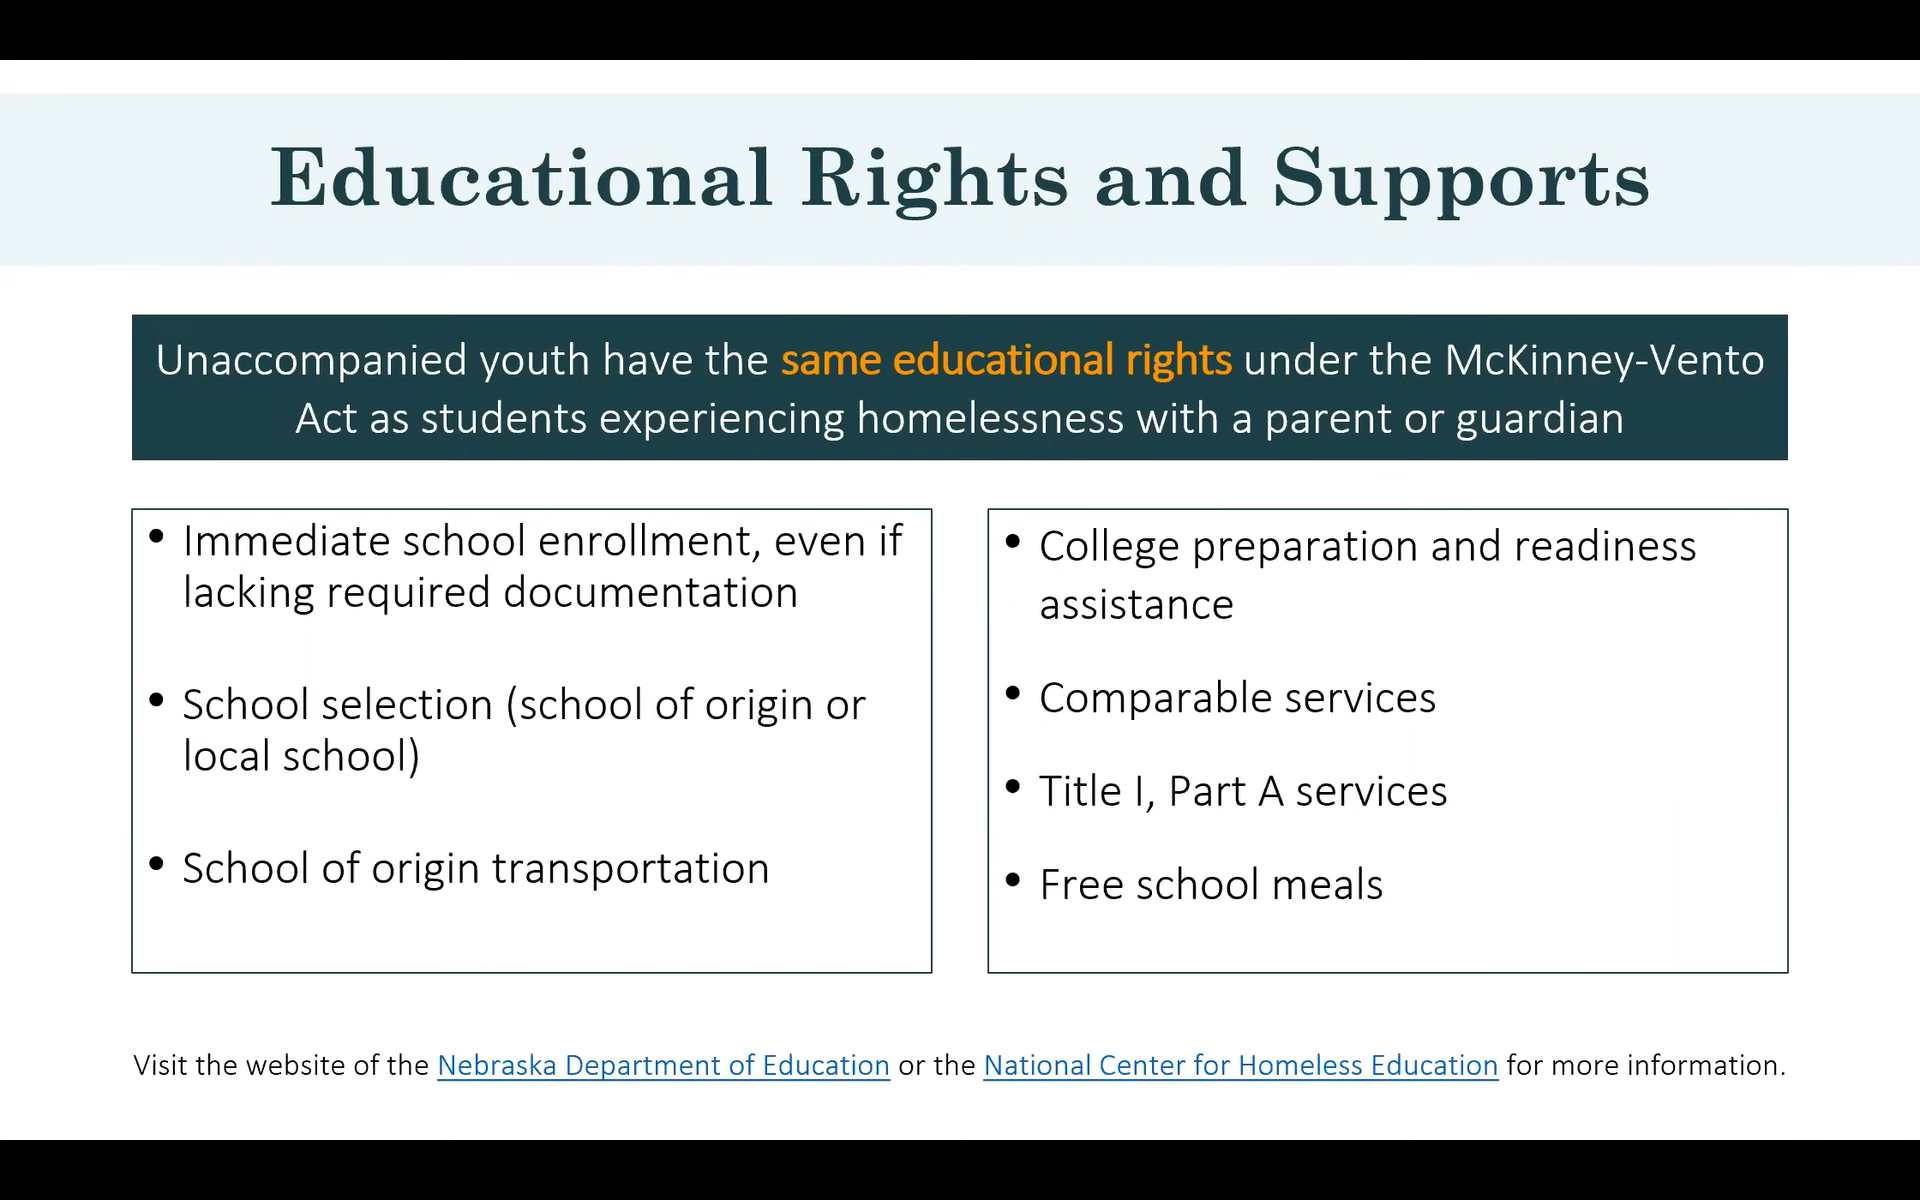 Educational Rights and Supports
Unaccompanied youth have the same educational rights under the McKinney-Vento
Act as students experiencing homelessness with a parent or guardian
• Immediate school enrollment, even if
lacking required documentation
• School selection (school of origin or
local school)
• School of origin transportation
• College preparation and readiness
assistance
• Comparable services
• Title I, Part A services
• Free school meals
Visit the website of the Nebraska Department of Education or the National Center for Homeless Education for more information.